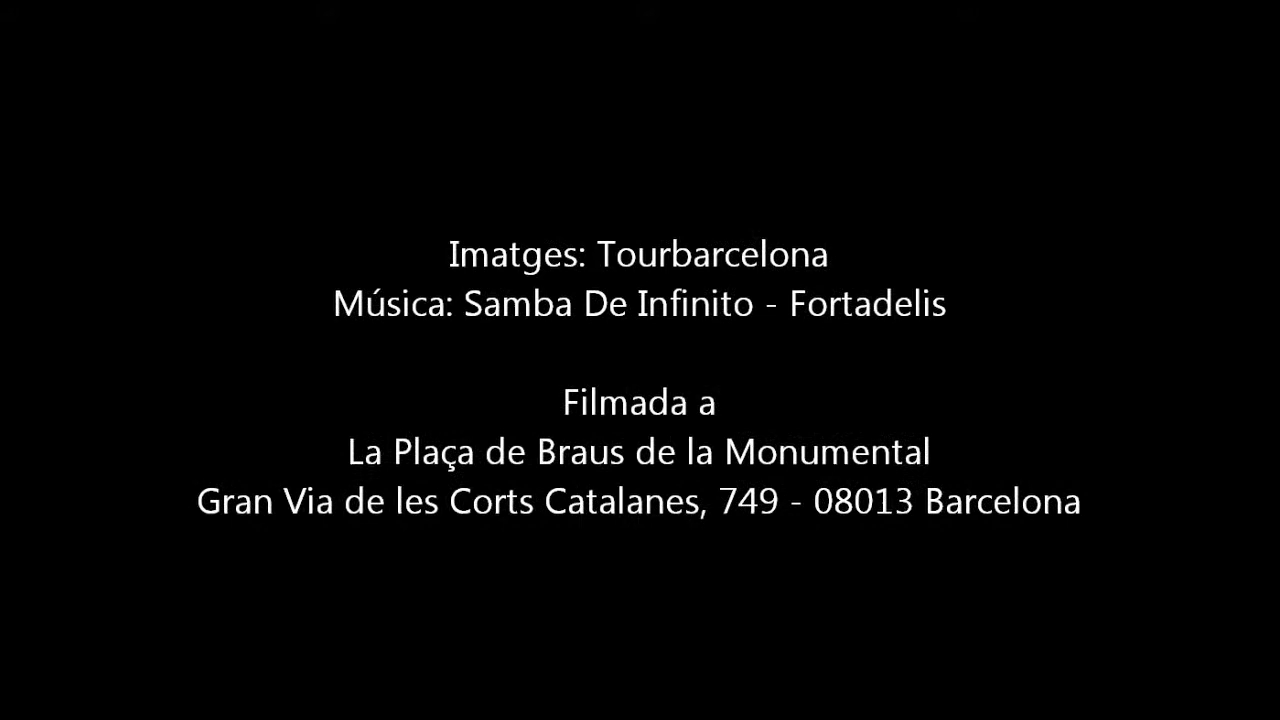 Imatges: Tourbarcelona
Música: Samba De Infinito - Fortadelis
Filmada a
La Plaça de Braus de la Monumental
Gran Via de les Corts Catalanes, 749 - 08013 Barcelona